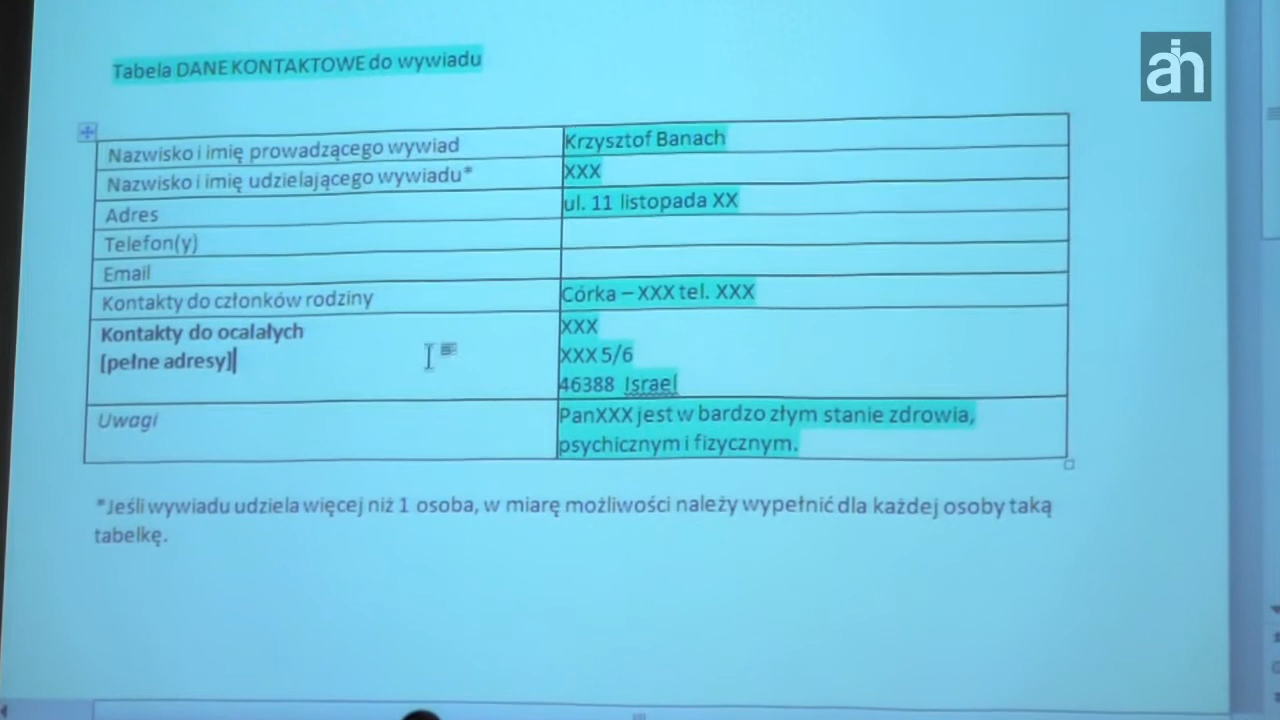 Tabela DANE KONTAKTOWE do wywiadu
aih
Nazwisko i imię prowadzącego wywiad Krzysztof Banach
Nazwisko i imię udzielającego wywiadu* XXX
Adres ul. 11 listopada XX
Telefon(y)
Email
Kontakty do członków rodziny Córka – XXX tel. XXX
Kontakty do ocalałych XXX
[pełne adresy] XXX 5/6
46388 Israel
Uwagi Pan XXX jest w bardzo złym stanie zdrowia,
psychicznym i fizycznym.
*Jeśli wywiadu udziela więcej niż 1 osoba, w miarę możliwości należy wypełnić dla każdej osoby taką
tabelkę.